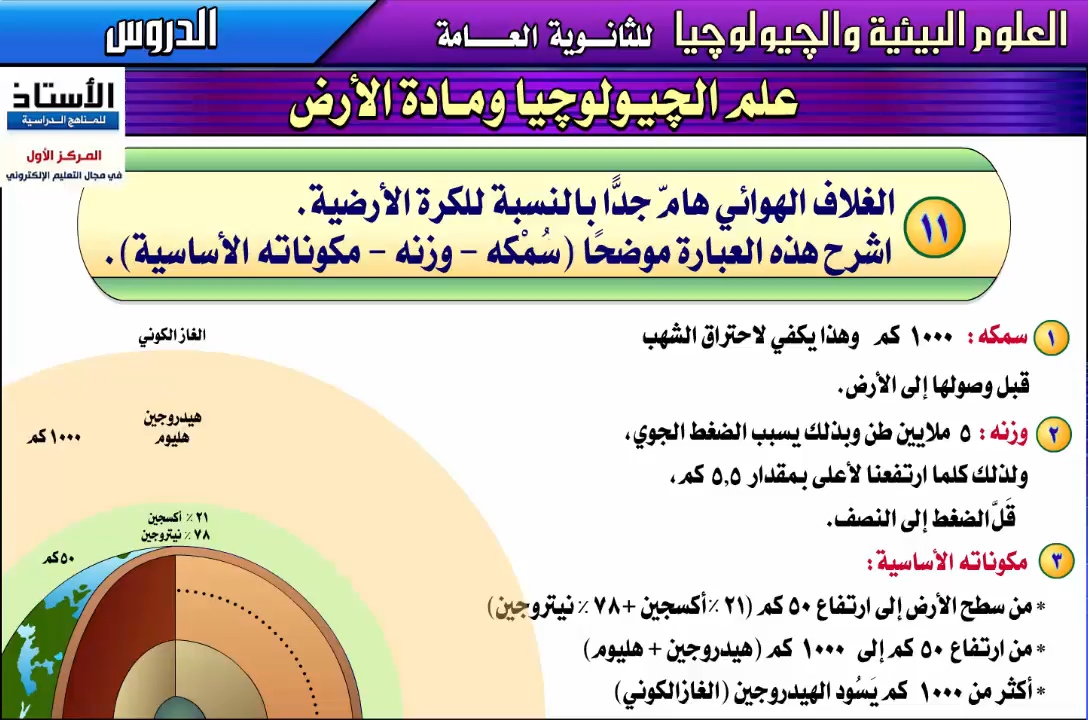 العلوم البيئية والچيولوچيا للثانوية العامة
الدروس
علم الچيولوچيا ومادة الأرض
الأستاذ
للمناهج الدراسية
المركز الأول
في مجال التعليم الإلكتروني
١١ الغلاف الهوائي هامّ جدًّا بالنسبة للكرة الأرضية.
اشرح هذه العبارة موضحًا (سُمْكه – وزنه – مكوناته الأساسية).
١ سمكه: ١٠٠٠ كم وهذا يكفي لاحتراق الشهب
قبل وصولها إلى الأرض.
٢ وزنه: ٥ ملايين طن وبذلك يسبب الضغط الجوي،
ولذلك كلما ارتفعنا لأعلى بمقدار ٥,٥ كم،
قَلَّ الضغط إلى النصف.
٣ مكوناته الأساسية:
* من سطح الأرض إلى ارتفاع ٥٠ كم (٢١ ٪ أكسجين + ٧٨ ٪ نيتروجين)
* من ارتفاع ٥٠ كم إلى ١٠٠٠ كم (هيدروجين + هليوم)
* أكثر من ١٠٠٠ كم يَسُود الهيدروجين (الغاز الكوني)
الغاز الكوني
هيدروجين
هليوم
١٠٠٠ كم
٢١ ٪ أكسجين
٧٨ ٪ نيتروجين
٥٠ كم